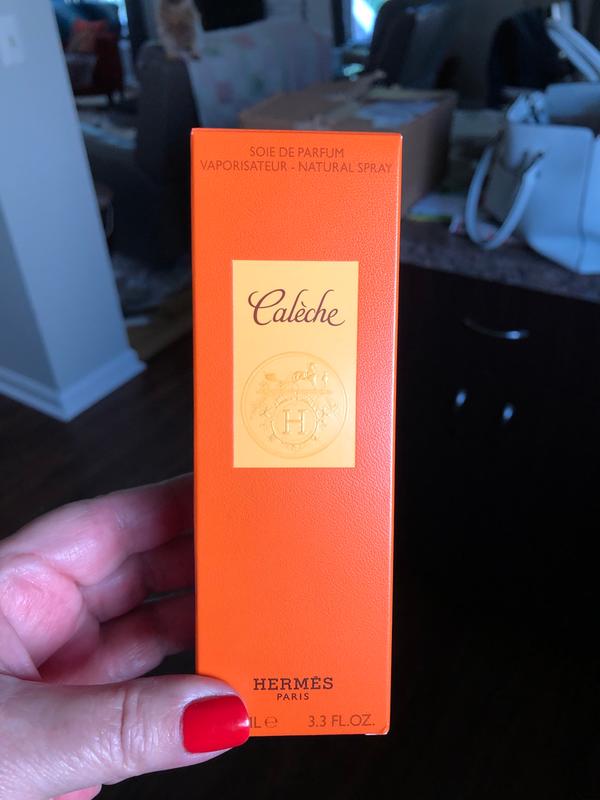 SOIE DE PARFUM
VAPORISATEUR - NATURAL SPRAY
Calèche
H
HERMÈS
PARIS
L ℮ 3.3 FL.OZ.